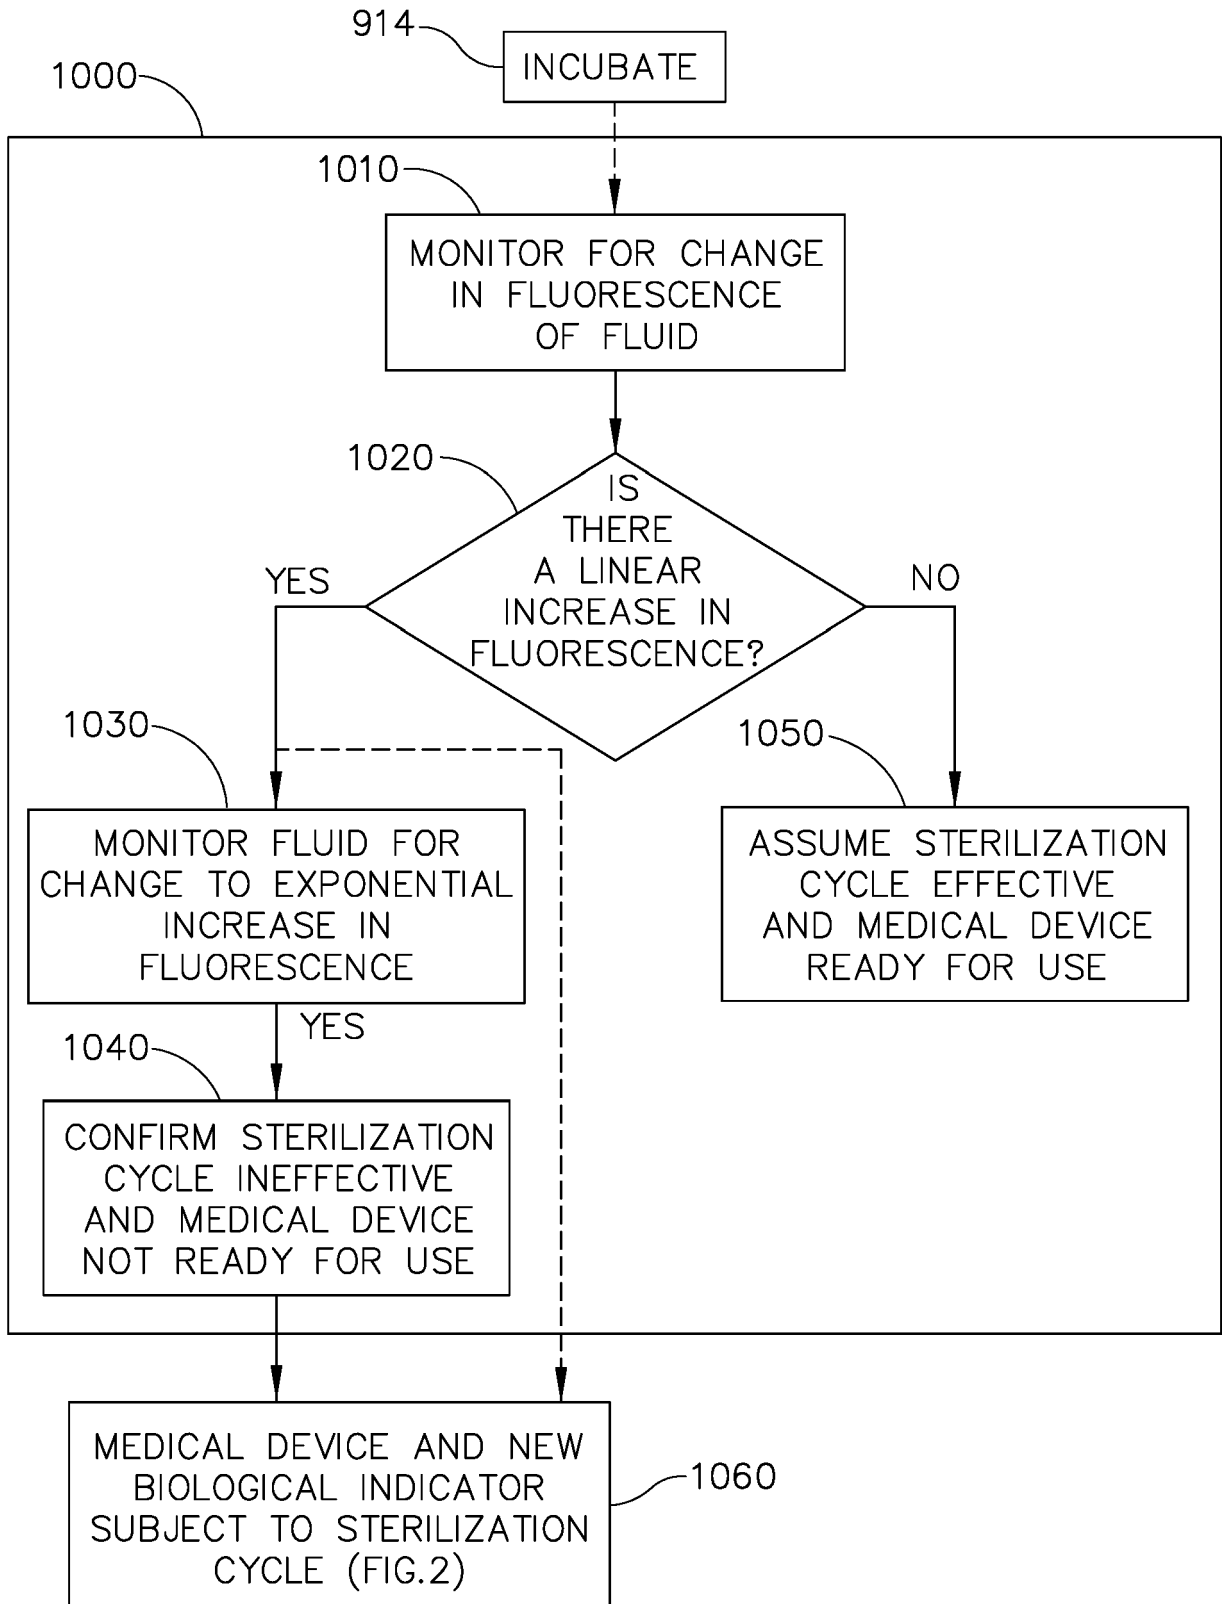 914
INCUBATE
1000
1010
MONITOR FOR CHANGE
IN FLUORESCENCE
OF FLUID
1020
IS
THERE
A LINEAR
INCREASE IN
FLUORESCENCE?
YES
NO
1030
MONITOR FLUID FOR
CHANGE TO EXPONENTIAL
INCREASE IN
FLUORESCENCE
1050
ASSUME STERILIZATION
CYCLE EFFECTIVE
AND MEDICAL DEVICE
READY FOR USE
YES
1040
CONFIRM STERILIZATION
CYCLE INEFFECTIVE
AND MEDICAL DEVICE
NOT READY FOR USE
MEDICAL DEVICE AND NEW
BIOLOGICAL INDICATOR
SUBJECT TO STERILIZATION
CYCLE (FIG.2)
1060